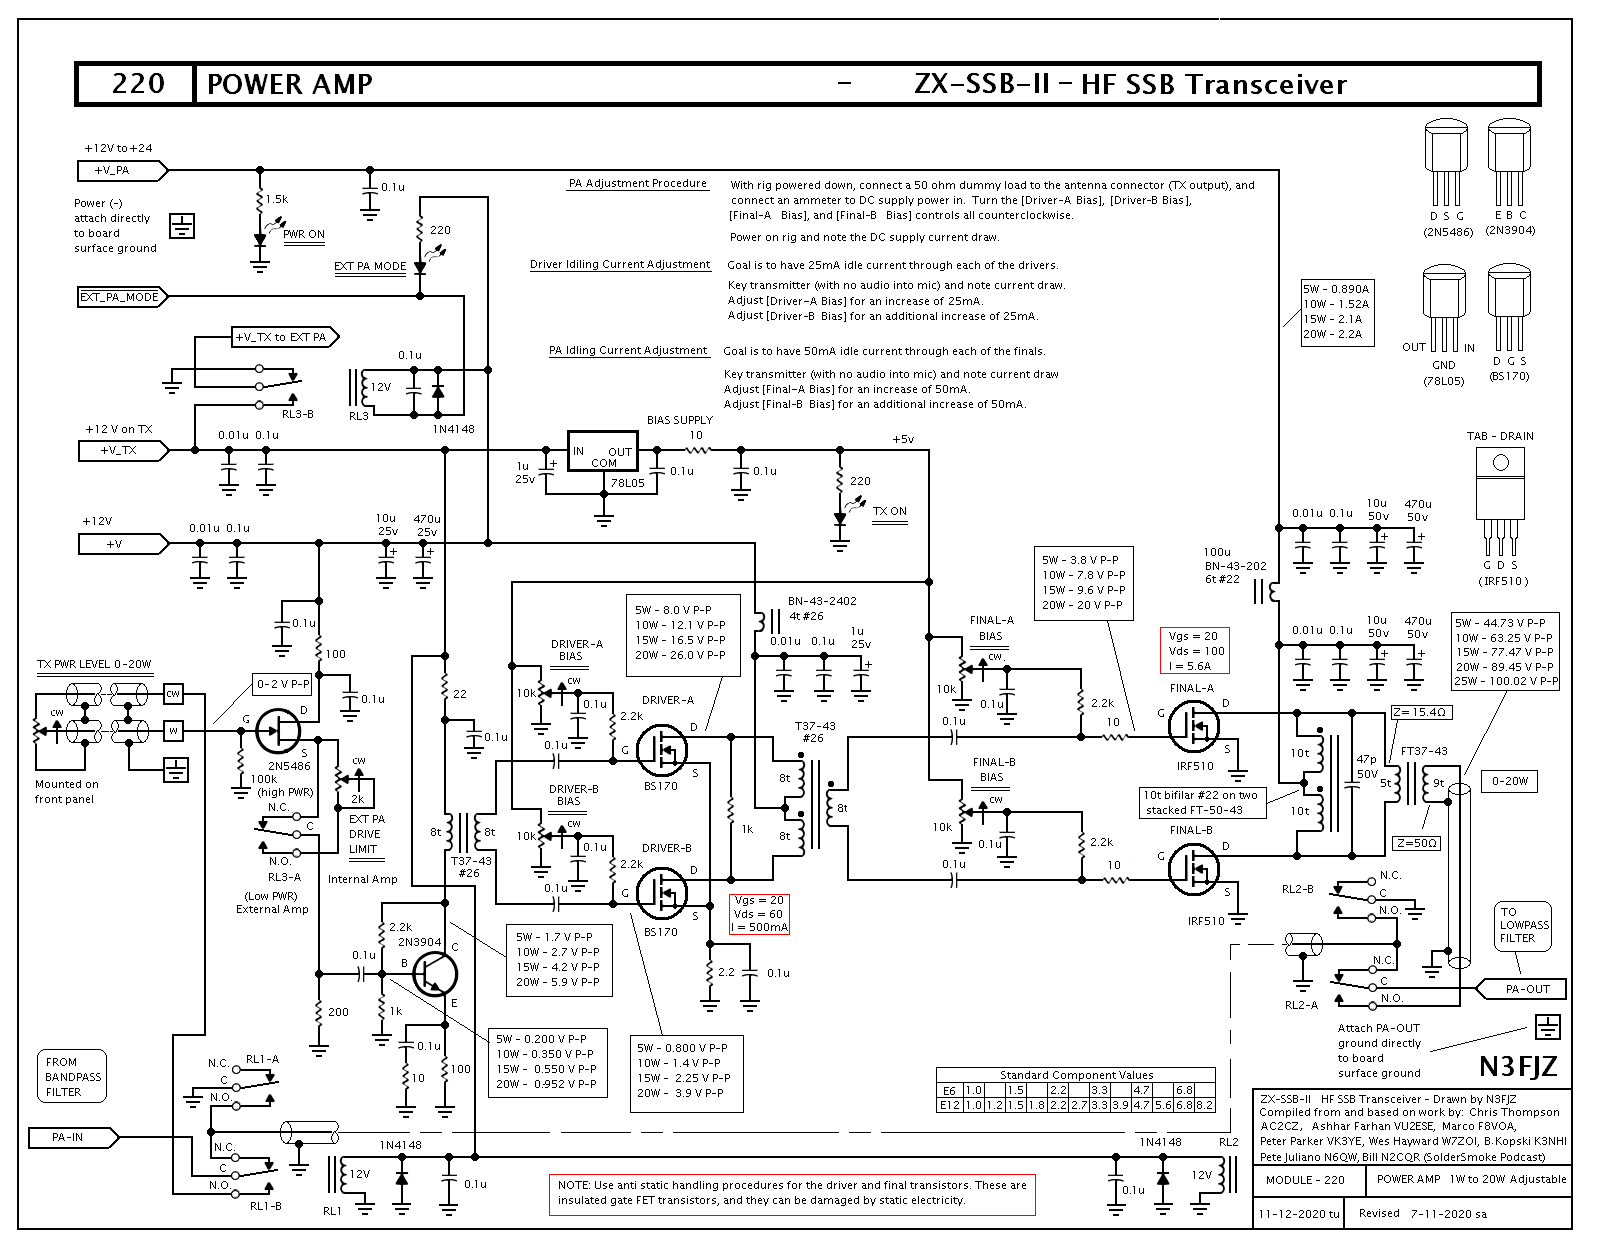 220 POWER AMP - ZX-SSB-II - HF SSB Transceiver
+12V to +24
+V_PA
Power (-)
attach directly
to board
surface ground
1.5k
PWR ON
0.1u
220
EXT PA MODE
EXT_PA_MODE
+V_TX to EXT PA
RL3-B
0.1u
12V
RL3
1N4148
PA Adjustment Procedure
With rig powered down, connect a 50 ohm dummy load to the antenna connector (TX output), and
connect an ammeter to DC supply power in. Turn the [Driver-A Bias], [Driver-B Bias],
[Final-A Bias], and [Final-B Bias] controls all counterclockwise.
Power on rig and note the DC supply current draw.
Driver Idiling Current Adjustment
Goal is to have 25mA idle current through each of the drivers.
Key transmitter (with no audio into mic) and note current draw.
Adjust [Driver-A Bias] for an increase of 25mA.
Adjust [Driver-B Bias] for an additional increase of 25mA.
PA Idling Current Adjustment
Goal is to have 50mA idle current through each of the finals.
Key transmitter (with no audio into mic) and note current draw
Adjust [Final-A Bias] for an increase of 50mA.
Adjust [Final-B Bias] for an additional increase of 50mA.
D S G
(2N5486)
E B C
(2N3904)
5W - 0.890A
10W - 1.52A
15W - 2.1A
20W - 2.2A
OUT
IN
GND
(78L05)
D G S
(BS170)
TAB - DRAIN
G D S
(IRF510)
+12 V on TX
+V_TX
0.01u 0.1u
1u
25v
+
IN
OUT
COM
78L05
BIAS SUPPLY
10
0.1u
0.1u
+5v
220
TX ON
+12V
+V
0.01u 0.1u
10u
25v
+
470u
25v
+
0.1u
100
0.1u
TX PWR LEVEL 0-20W
cw
cw
w
0-2 V P-P
Mounted on
front panel
G
D
S
2N5486
100k
(high PWR)
N.C.
C
N.O.
RL3-A
(Low PWR)
External Amp
cw
2k
EXT PA
DRIVE
LIMIT
Internal Amp
22
0.1u
8t
8t
T37-43
#26
0.1u
200
2.2k
2N3904
B
C
E
1k
0.1u
10
100
5W - 1.7 V P-P
10W - 2.7 V P-P
15W - 4.2 V P-P
20W - 5.9 V P-P
5W - 0.200 V P-P
10W - 0.350 V P-P
15W - 0.550 V P-P
20W - 0.952 V P-P
5W - 0.800 V P-P
10W - 1.4 V P-P
15W - 2.25 V P-P
20W - 3.9 V P-P
5W - 8.0 V P-P
10W - 12.1 V P-P
15W - 16.5 V P-P
20W - 26.0 V P-P
DRIVER-A
BIAS
10k
cw
0.1u
2.2k
0.1u
DRIVER-A
G
D
S
BS170
DRIVER-B
BIAS
10k
cw
0.1u
2.2k
0.1u
DRIVER-B
G
D
S
BS170
Vgs = 20
Vds = 60
I = 500mA
2.2
0.1u
1k
BN-43-2402
4t #26
0.01u 0.1u
1u
25v
+
T37-43
#26
8t
8t
8t
5W - 3.8 V P-P
10W - 7.8 V P-P
15W - 9.6 V P-P
20W - 20 V P-P
FINAL-A
BIAS
10k
cw.
0.1u
2.2k
0.1u
10
FINAL-B
BIAS
10k
cw
0.1u
2.2k
0.1u
10
Vgs = 20
Vds = 100
I = 5.6A
FINAL-A
G
D
S
IRF510
FINAL-B
G
D
S
IRF510
100u
BN-43-202
6t #22
0.01u 0.1u
10u
50v
+
470u
50v
+
0.01u 0.1u
10u
50v
+
470u
50v
+
5W - 44.73 V P-P
10W - 63.25 V P-P
15W - 77.47 V P-P
20W - 89.45 V P-P
25W - 100.02 V P-P
10t
10t
10t bifilar #22 on two
stacked FT-50-43
47p
50V
Z= 15.4Ω
FT37-43
5t
9t
Z=50Ω
0-20W
RL2-B
N.C.
C
N.O.
N.C.
C
N.O.
RL2-A
TO
LOWPASS
FILTER
PA-OUT
Attach PA-OUT
ground directly
to board
surface ground
N3FJZ
FROM
BANDPASS
FILTER
PA-IN
N.C.
RL1-A
C
N.O.
N.C.
C
N.O.
RL1-B
12V
RL1
1N4148
0.1u
0.1u
1N4148
12V
RL2
NOTE: Use anti static handling procedures for the driver and final transistors. These are
insulated gate FET transistors, and they can be damaged by static electricity.
Standard Component Values
E6 1.0 1.5 2.2 3.3 4.7 6.8
E12 1.0 1.2 1.5 1.8 2.2 2.7 3.3 3.9 4.7 5.6 6.8 8.2
ZX-SSB-II HF SSB Transceiver - Drawn by N3FJZ
Compiled from and based on work by: Chris Thompson
AC2CZ, Ashhar Farhan VU2ESE, Marco F8VOA,
Peter Parker VK3YE, Wes Hayward W7ZOI, B.Kopski K3NHI
Pete Juliano N6QW, Bill N2CQR (SolderSmoke Podcast)
MODULE - 220
POWER AMP 1W to 20W Adjustable
11-12-2020 tu
Revised 7-11-2020 sa